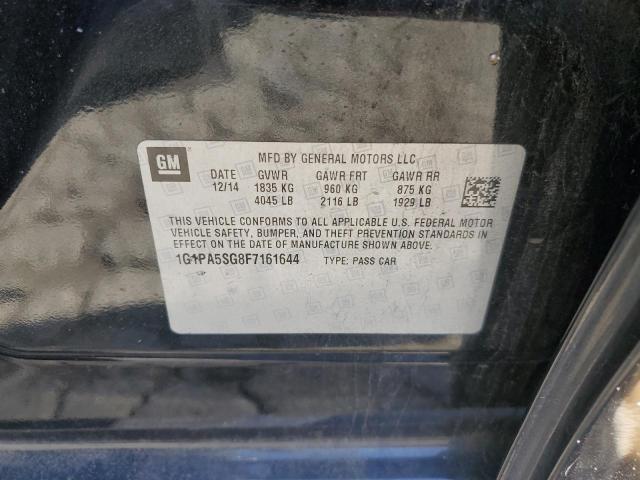 GM
MFD BY GENERAL MOTORS LLC
DATE GVWR GAWR FRT GAWR RR
12/14 1835 KG 960 KG 875 KG
4045 LB 2116 LB 1929 LB
THIS VEHICLE CONFORMS TO ALL APPLICABLE U.S. FEDERAL MOTOR
VEHICLE SAFETY, BUMPER, AND THEFT PREVENTION STANDARDS IN
EFFECT ON THE DATE OF MANUFACTURE SHOWN ABOVE.
1G1PA5SG8F7161644 TYPE: PASS CAR